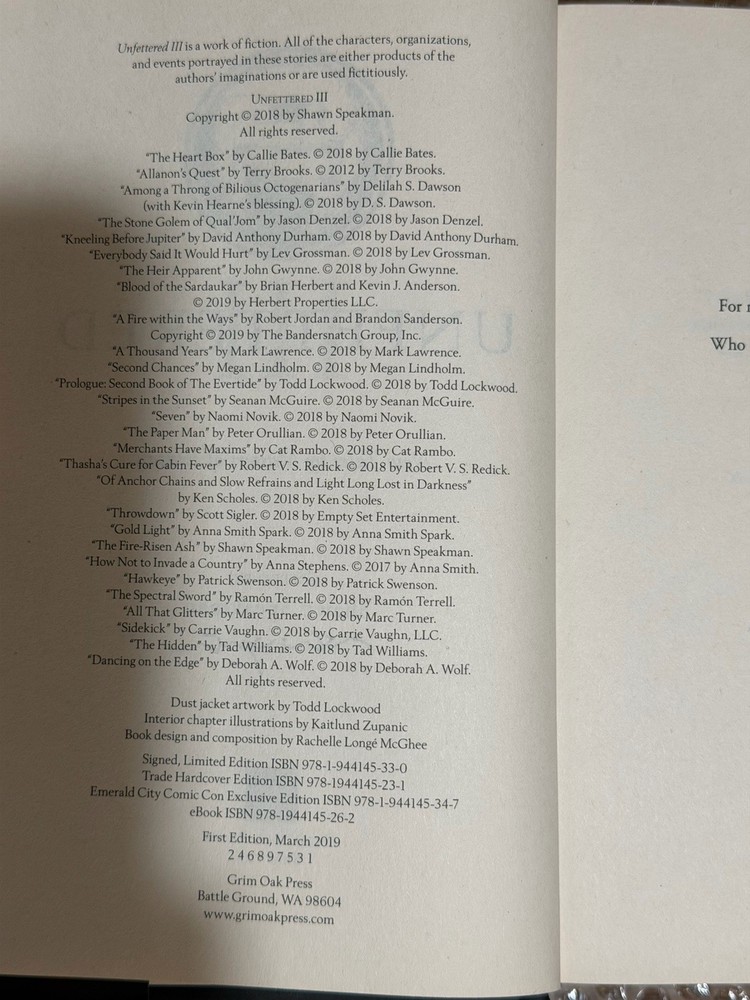 Unfettered III is a work of fiction. All of the characters, organizations,
and events portrayed in these stories are either products of the
authors' imaginations or are used fictitiously.
UNFETTERED III
Copyright © 2018 by Shawn Speakman.
All rights reserved.
"The Heart Box" by Callie Bates. © 2018 by Callie Bates.
"Allanon's Quest" by Terry Brooks. © 2012 by Terry Brooks.
"Among a Throng of Bilious Octogenarians" by Delilah S. Dawson
(with Kevin Hearne's blessing). © 2018 by D. S. Dawson.
"The Stone Golem of Qual'Jom" by Jason Denzel. © 2018 by Jason Denzel.
"Kneeling Before Jupiter" by David Anthony Durham. © 2018 by David Anthony Durham.
"Everybody Said It Would Hurt" by Lev Grossman. © 2018 by Lev Grossman.
"The Heir Apparent" by John Gwynne. © 2018 by John Gwynne.
"Blood of the Sardaukar" by Brian Herbert and Kevin J. Anderson.
© 2019 by Herbert Properties LLC.
"A Fire within the Ways" by Robert Jordan and Brandon Sanderson.
Copyright © 2019 by The Bandersnatch Group, Inc.
"A Thousand Years" by Mark Lawrence. © 2018 by Mark Lawrence.
"Second Chances" by Megan Lindholm. © 2018 by Megan Lindholm.
"Prologue: Second Book of The Evertide" by Todd Lockwood. © 2018 by Todd Lockwood.
"Stripes in the Sunset" by Seanan McGuire. © 2018 by Seanan McGuire.
"Seven" by Naomi Novik. © 2018 by Naomi Novik.
"The Paper Man" by Peter Orullian. © 2018 by Peter Orullian.
"Merchants Have Maxims" by Cat Rambo. © 2018 by Cat Rambo.
"Thasha's Cure for Cabin Fever" by Robert V. S. Redick. © 2018 by Robert V. S. Redick.
"Of Anchor Chains and Slow Refrains and Light Long Lost in Darkness"
by Ken Scholes. © 2018 by Ken Scholes.
"Throwdown" by Scott Sigler. © 2018 by Empty Set Entertainment.
"Gold Light" by Anna Smith Spark. © 2018 by Anna Smith Spark.
"The Fire-Risen Ash" by Shawn Speakman. © 2018 by Shawn Speakman.
"How Not to Invade a Country" by Anna Stephens. © 2017 by Anna Smith.
"Hawkeye" by Patrick Swenson. © 2018 by Patrick Swenson.
"The Spectral Sword" by Ramón Terrell. © 2018 by Ramón Terrell.
"All That Glitters" by Marc Turner. © 2018 by Marc Turner.
"Sidekick" by Carrie Vaughn. © 2018 by Carrie Vaughn, LLC.
"The Hidden" by Tad Williams. © 2018 by Tad Williams.
"Dancing on the Edge" by Deborah A. Wolf. © 2018 by Deborah A. Wolf.
All rights reserved.
Dust jacket artwork by Todd Lockwood
Interior chapter illustrations by Kaitlund Zupanic
Book design and composition by Rachelle Longé McGhee
Signed, Limited Edition ISBN 978-1-944145-33-0
Trade Hardcover Edition ISBN 978-1944145-23-1
Emerald City Comic Con Exclusive Edition ISBN 978-1-944145-34-7
eBook ISBN 978-1944145-26-2
First Edition, March 2019
2 4 6 8 9 7 5 3 1
Grim Oak Press
Battle Ground, WA 98604
www.grimoakpress.com
For
Who